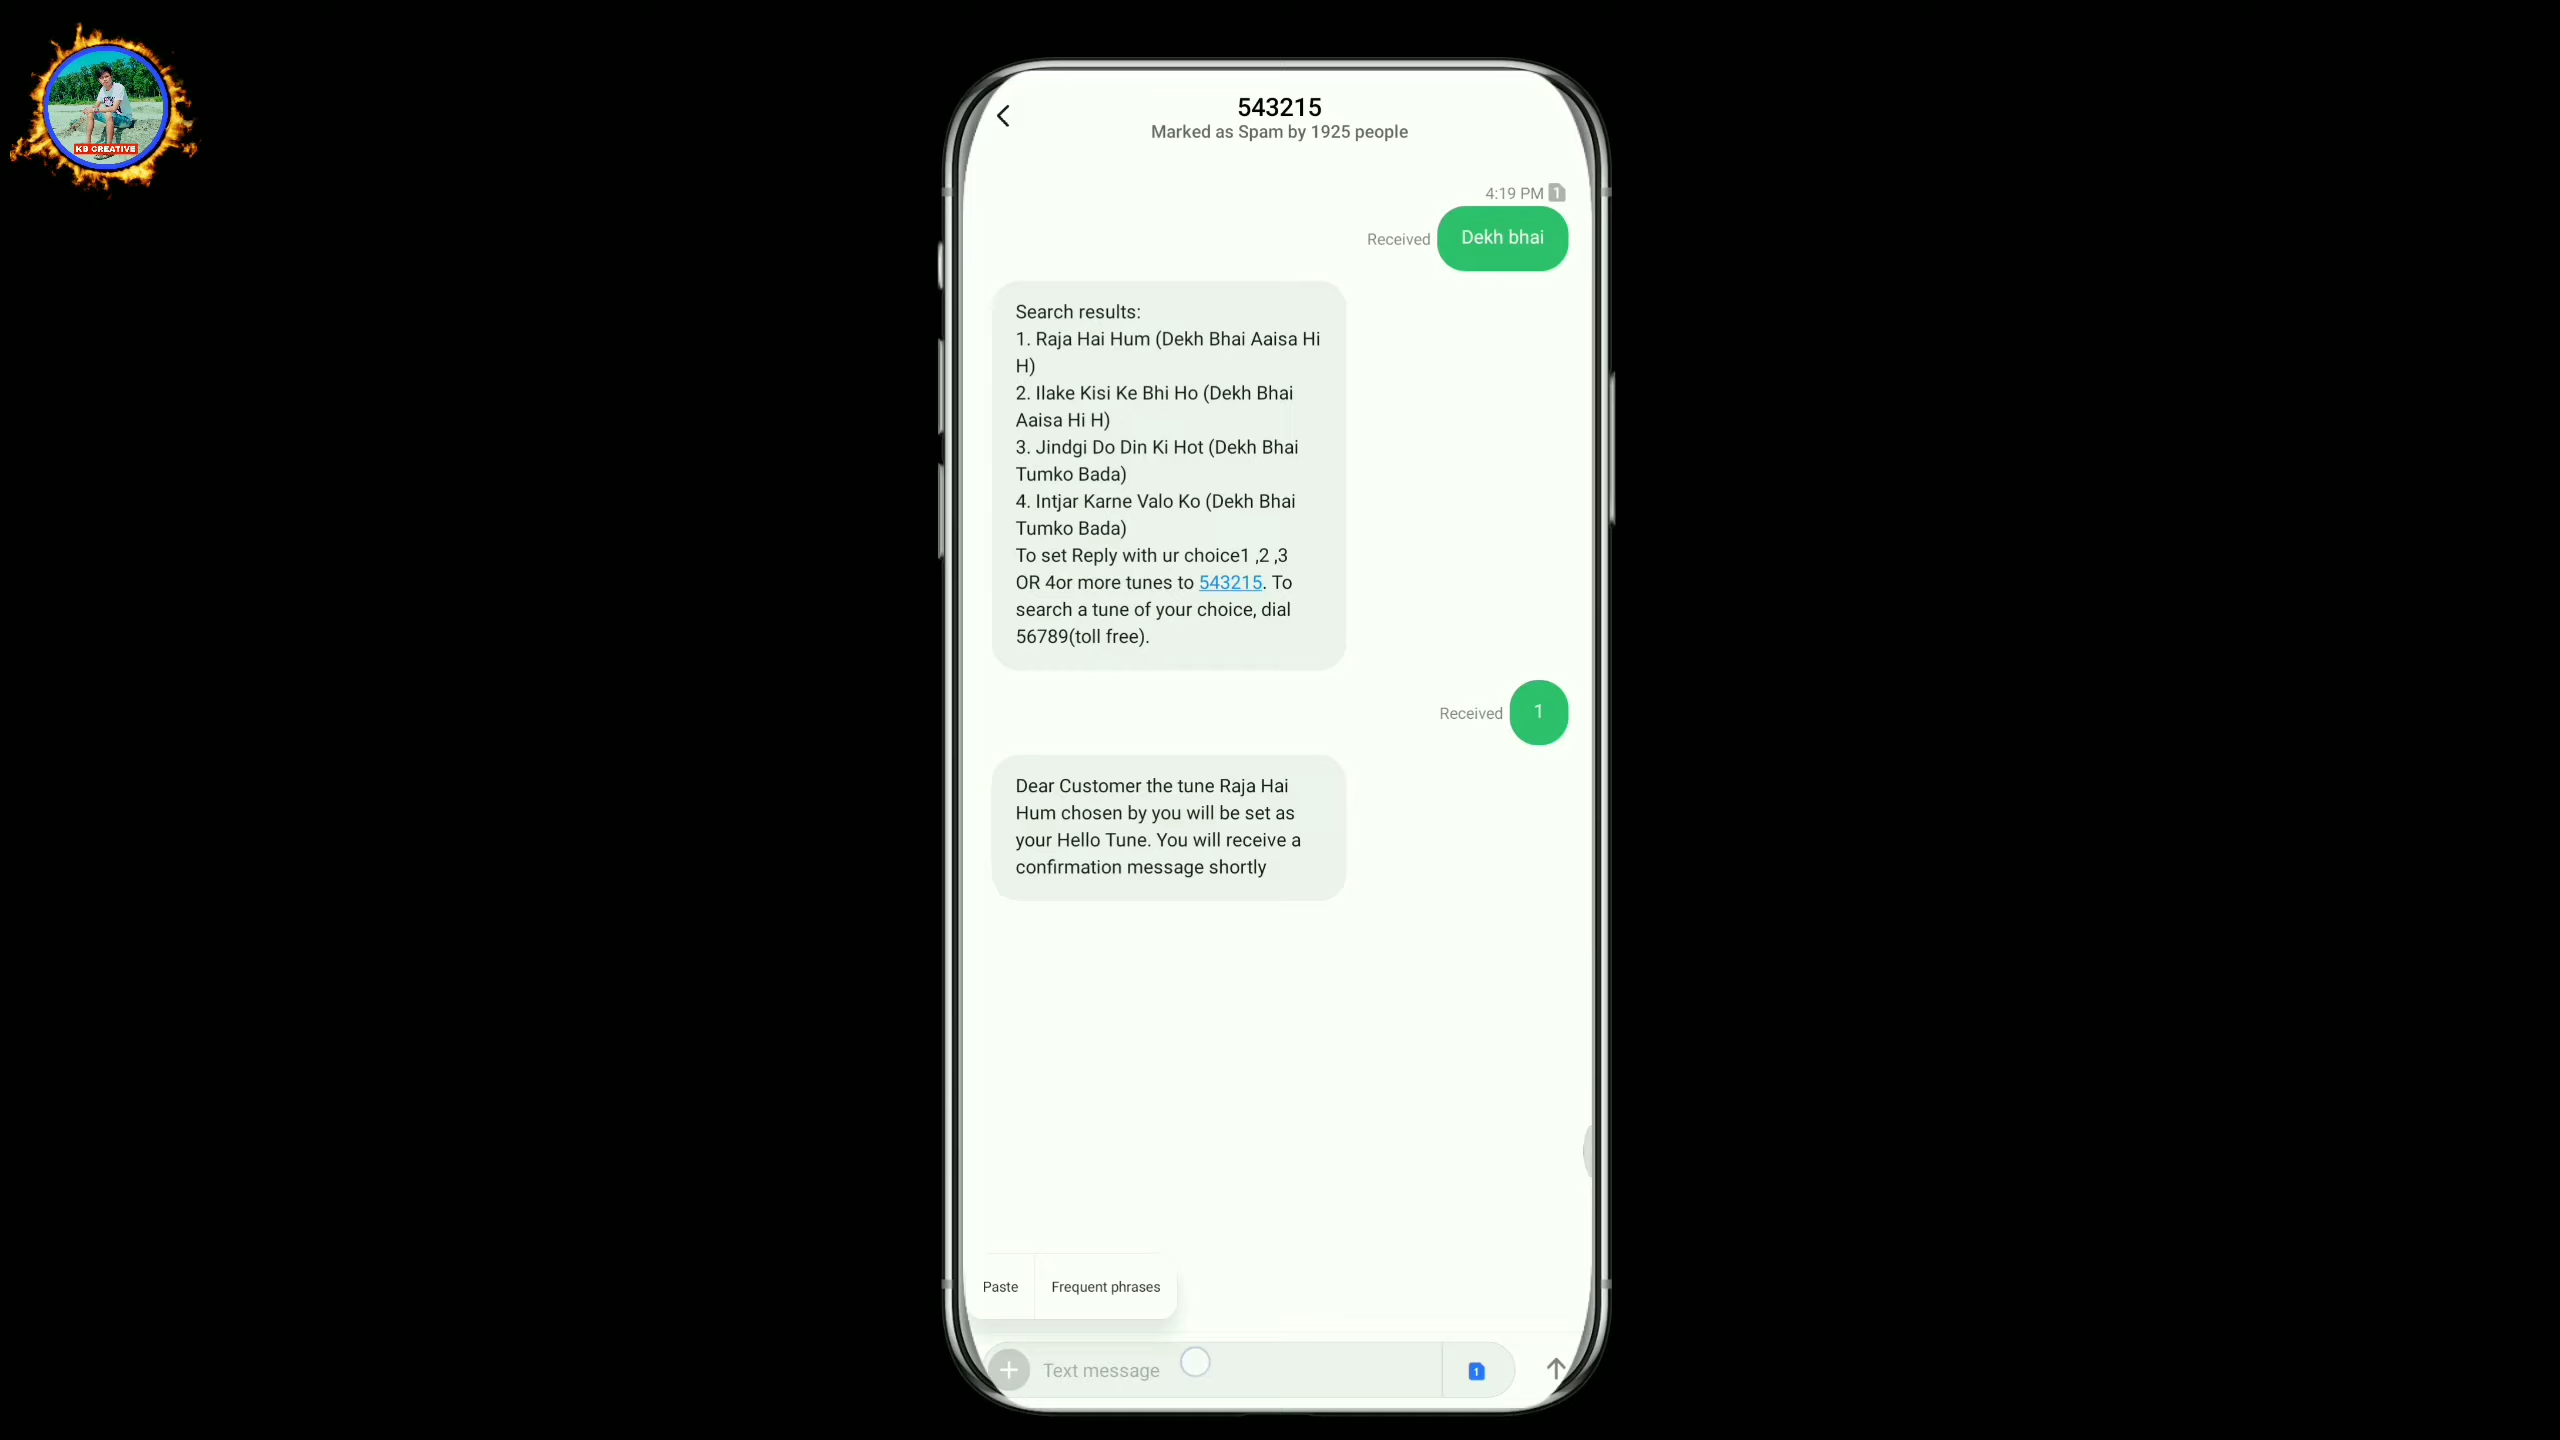 KB CREATIVE
543215
Marked as Spam by 1925 people
4:19 PM 1
Received Dekh bhai
Search results:
1. Raja Hai Hum (Dekh Bhai Aaisa Hi
H)
2. Ilake Kisi Ke Bhi Ho (Dekh Bhai
Aaisa Hi H)
3. Jindgi Do Din Ki Hot (Dekh Bhai
Tumko Bada)
4. Intjar Karne Valo Ko (Dekh Bhai
Tumko Bada)
To set Reply with ur choice1 ,2 ,3
OR 4or more tunes to 543215. To
search a tune of your choice, dial
56789(toll free).
Received 1
Dear Customer the tune Raja Hai
Hum chosen by you will be set as
your Hello Tune. You will receive a
confirmation message shortly
Paste Frequent phrases
Text message 1